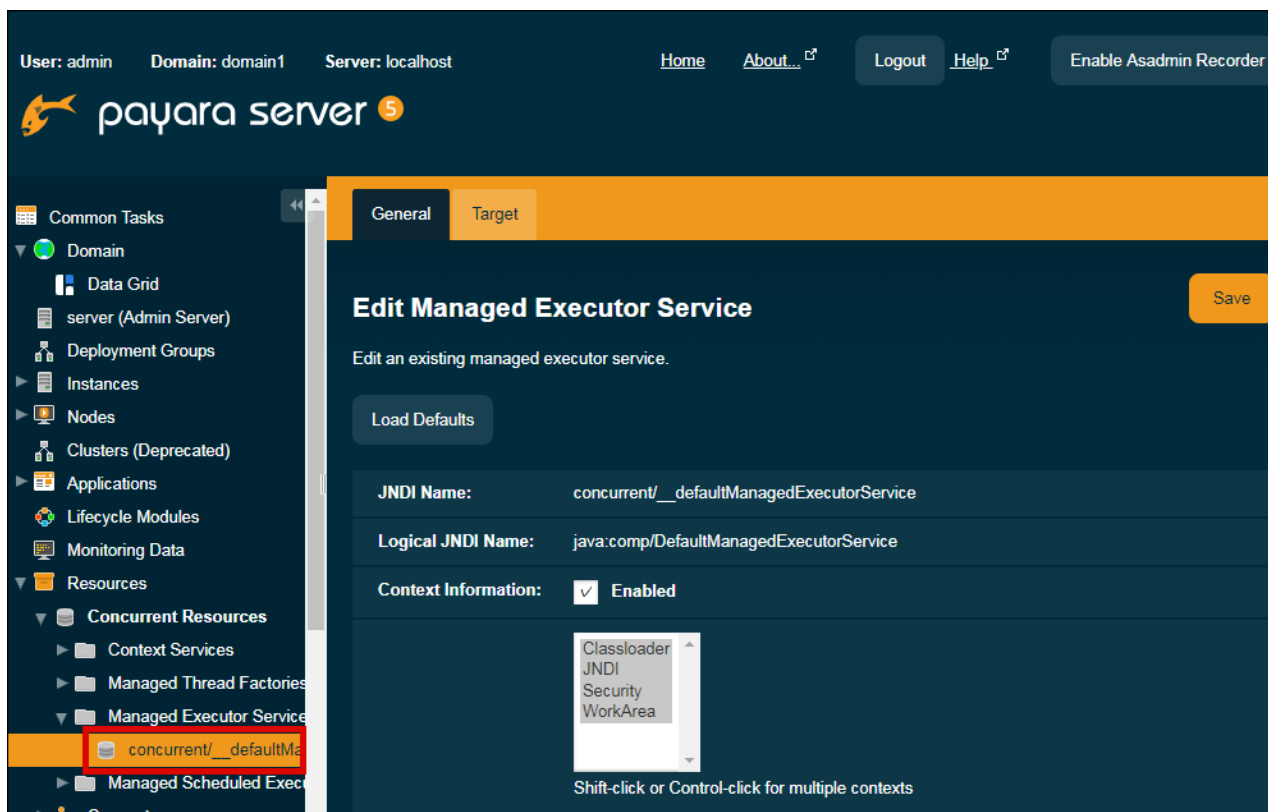 User: admin Domain: domain1 Server: localhost Home About... Logout Help Enable Asadmin Recorder
payara server 5
Common Tasks
Domain
Data Grid
server (Admin Server)
Deployment Groups
Instances
Nodes
Clusters (Deprecated)
Applications
Lifecycle Modules
Monitoring Data
Resources
Concurrent Resources
Context Services
Managed Thread Factories
Managed Executor Service
concurrent/__defaultMa
Managed Scheduled Exec
General Target
Edit Managed Executor Service
Save
Edit an existing managed executor service.
Load Defaults
JNDI Name: concurrent/__defaultManagedExecutorService
Logical JNDI Name: java:comp/DefaultManagedExecutorService
Context Information: Enabled
Classloader
JNDI
Security
WorkArea
Shift-click or Control-click for multiple contexts